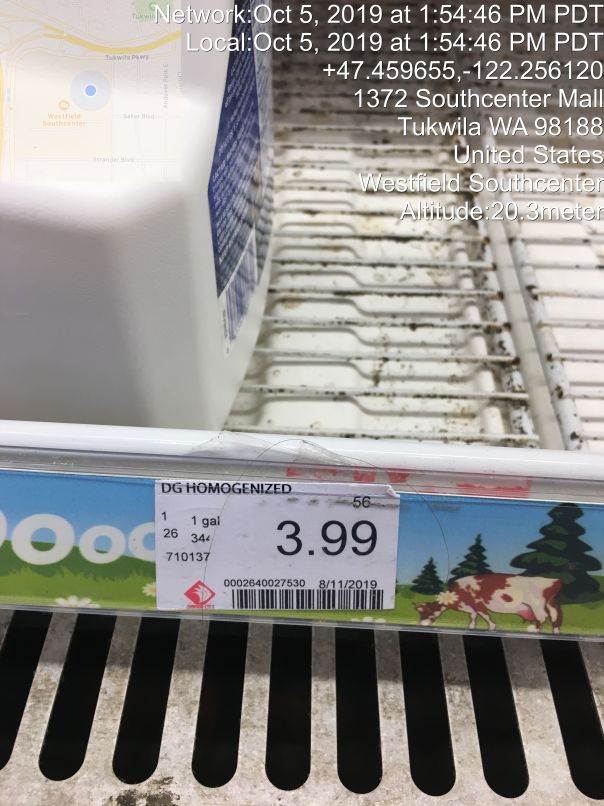 Network:Oct 5, 2019 at 1:54:46 PM PDT
Local:Oct 5, 2019 at 1:54:46 PM PDT
+47.459655,-122.256120
1372 Southcenter Mall
Tukwila WA 98188
United States
Westfield Southcenter
Altitude:20.3meter
Tukwila
Tukwila Pkwy
Andover Park E
Westfield
Southcenter
Baker Blvd
Strander Blvd
DG HOMOGENIZED
56
1 1 gal
26 344
710137
3.99
0002640027530 8/11/2019